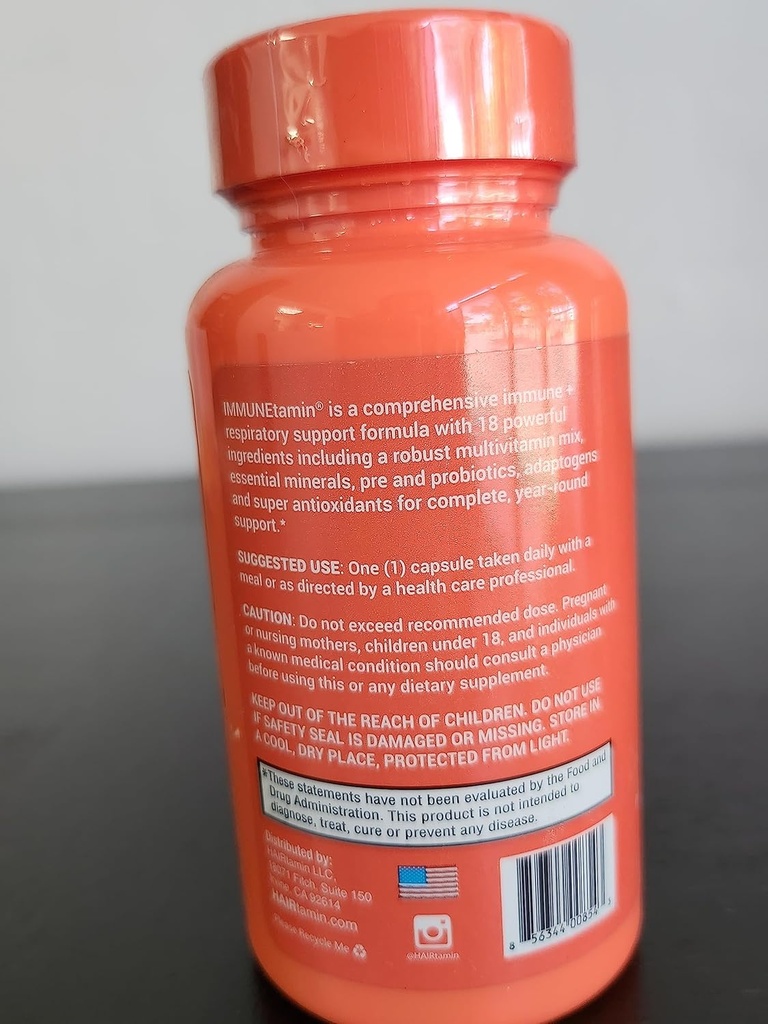 IMMUNEtamin® is a comprehensive immune +
respiratory support formula with 18 powerful
ingredients including a robust multivitamin mix,
essential minerals, pre and probiotics, adaptogens
and super antioxidants for complete, year-round
support.*
SUGGESTED USE: One (1) capsule taken daily with a
meal or as directed by a health care professional.
CAUTION: Do not exceed recommended dose. Pregnant
or nursing mothers, children under 18, and individuals with
a known medical condition should consult a physician
before using this or any dietary supplement.
KEEP OUT OF THE REACH OF CHILDREN. DO NOT USE
IF SAFETY SEAL IS DAMAGED OR MISSING. STORE IN
A COOL, DRY PLACE, PROTECTED FROM LIGHT.
*These statements have not been evaluated by the Food and
Drug Administration. This product is not intended to
diagnose, treat, cure or prevent any disease.
Distributed by:
HAIRtamin LLC.
Fitch, Suite 150
CA 92614
HAIRtamin.com
Please Recycle Me
@HAIRtamin
8 56344 00854 3